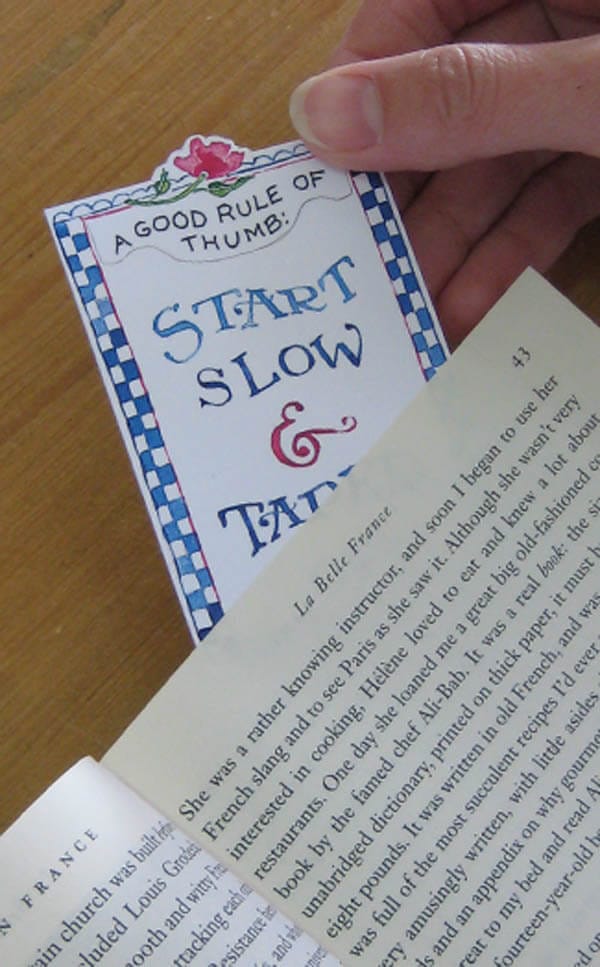 A GOOD RULE OF
THUMB:
START
SLOW
&
43
La Belle France
She was a rather knowing instructor, and soon I began to use her
French slang and to see Paris as she saw it. Although she wasn't very
interested in cooking, Hélène loved to eat and knew a lot about
restaurants. One day she loaned me a great big old-fashioned
book by the famed chef Ali-Bab. It was a real book: the
unabridged dictionary, printed on thick paper, it must
eight pounds. It was written in old French, and was
was full of the most succulent recipes I'd ever
very amusingly written, with little asides
and an appendix on why
to my bed and read
fourteen-year-old
FRANCE
church was built
Louis
and witty